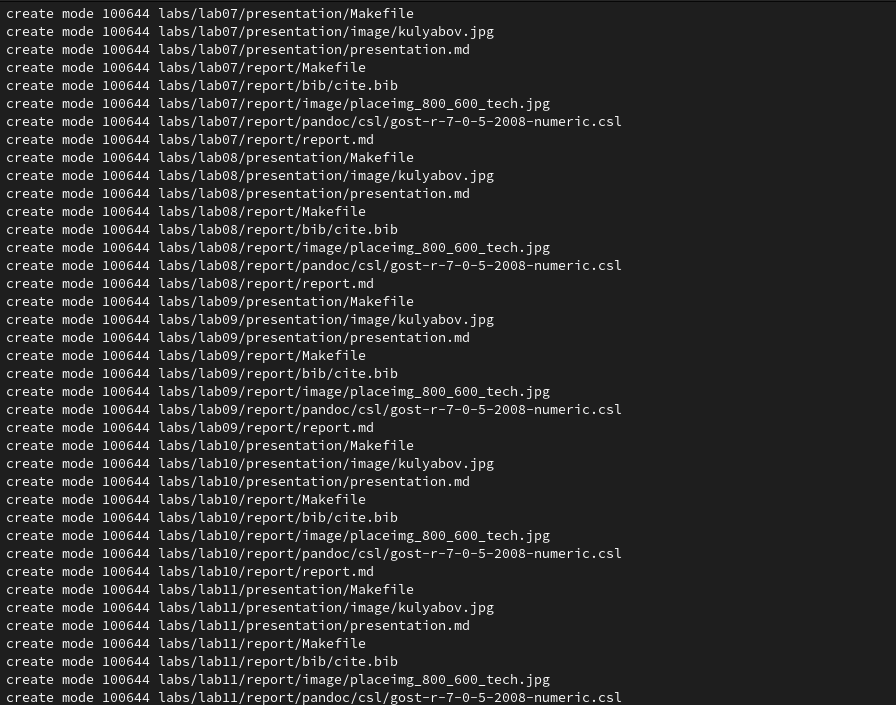 create mode 100644 labs/lab07/presentation/Makefile
create mode 100644 labs/lab07/presentation/image/kulyabov.jpg
create mode 100644 labs/lab07/presentation/presentation.md
create mode 100644 labs/lab07/report/Makefile
create mode 100644 labs/lab07/report/bib/cite.bib
create mode 100644 labs/lab07/report/image/placeimg_800_600_tech.jpg
create mode 100644 labs/lab07/report/pandoc/csl/gost-r-7-0-5-2008-numeric.csl
create mode 100644 labs/lab07/report/report.md
create mode 100644 labs/lab08/presentation/Makefile
create mode 100644 labs/lab08/presentation/image/kulyabov.jpg
create mode 100644 labs/lab08/presentation/presentation.md
create mode 100644 labs/lab08/report/Makefile
create mode 100644 labs/lab08/report/bib/cite.bib
create mode 100644 labs/lab08/report/image/placeimg_800_600_tech.jpg
create mode 100644 labs/lab08/report/pandoc/csl/gost-r-7-0-5-2008-numeric.csl
create mode 100644 labs/lab08/report/report.md
create mode 100644 labs/lab09/presentation/Makefile
create mode 100644 labs/lab09/presentation/image/kulyabov.jpg
create mode 100644 labs/lab09/presentation/presentation.md
create mode 100644 labs/lab09/report/Makefile
create mode 100644 labs/lab09/report/bib/cite.bib
create mode 100644 labs/lab09/report/image/placeimg_800_600_tech.jpg
create mode 100644 labs/lab09/report/pandoc/csl/gost-r-7-0-5-2008-numeric.csl
create mode 100644 labs/lab09/report/report.md
create mode 100644 labs/lab10/presentation/Makefile
create mode 100644 labs/lab10/presentation/image/kulyabov.jpg
create mode 100644 labs/lab10/presentation/presentation.md
create mode 100644 labs/lab10/report/Makefile
create mode 100644 labs/lab10/report/bib/cite.bib
create mode 100644 labs/lab10/report/image/placeimg_800_600_tech.jpg
create mode 100644 labs/lab10/report/pandoc/csl/gost-r-7-0-5-2008-numeric.csl
create mode 100644 labs/lab10/report/report.md
create mode 100644 labs/lab11/presentation/Makefile
create mode 100644 labs/lab11/presentation/image/kulyabov.jpg
create mode 100644 labs/lab11/presentation/presentation.md
create mode 100644 labs/lab11/report/Makefile
create mode 100644 labs/lab11/report/bib/cite.bib
create mode 100644 labs/lab11/report/image/placeimg_800_600_tech.jpg
create mode 100644 labs/lab11/report/pandoc/csl/gost-r-7-0-5-2008-numeric.csl